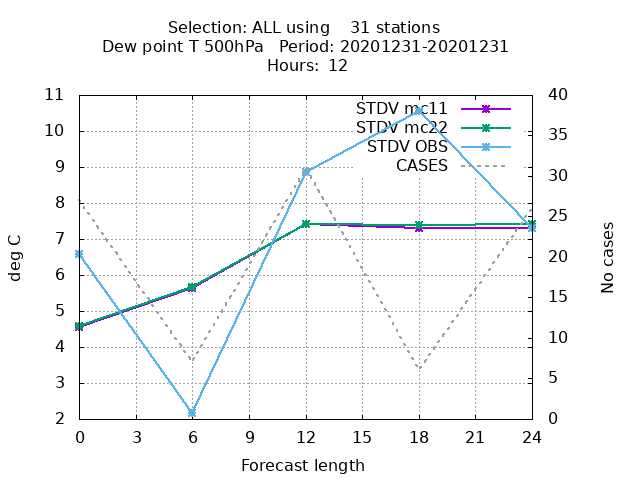 Selection: ALL using    31 stations
Dew point T 500hPa   Period: 20201231-20201231
Hours: 12
11
10
9
8
7
6
5
4
3
2
40
35
30
25
20
15
10
5
0
STDV mc11
STDV mc22
STDV OBS
CASES
deg C
No cases
0 3 6 9 12 15 18 21 24
Forecast length